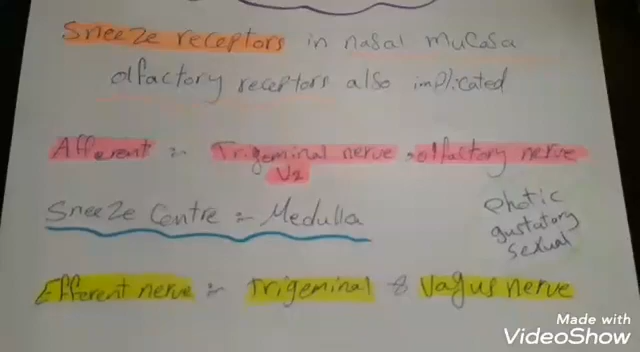 Sneeze receptors in nasal mucosa
olfactory receptors also implicated
Afferent :- Trigeminal nerve , olfactory nerve
V2
Sneeze Centre :- Medulla
photic
gustatory
sexual
Efferent nerve :- Trigeminal & Vagus nerve
Made with
VideoShow